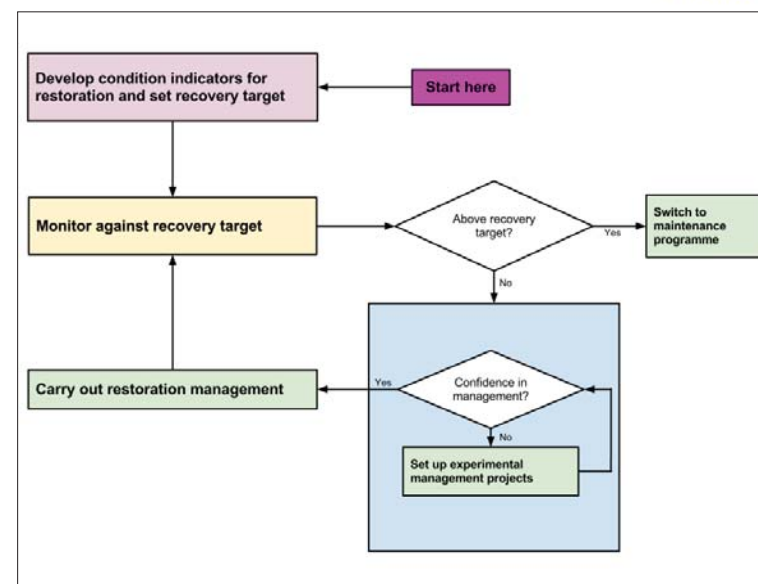 Develop condition indicators for
restoration and set recovery target
Start here
Monitor against recovery target
Above recovery
target?
Yes
Switch to
maintenance
programme
No
Carry out restoration management
Yes
Confidence in
management?
No
Set up experimental
management projects